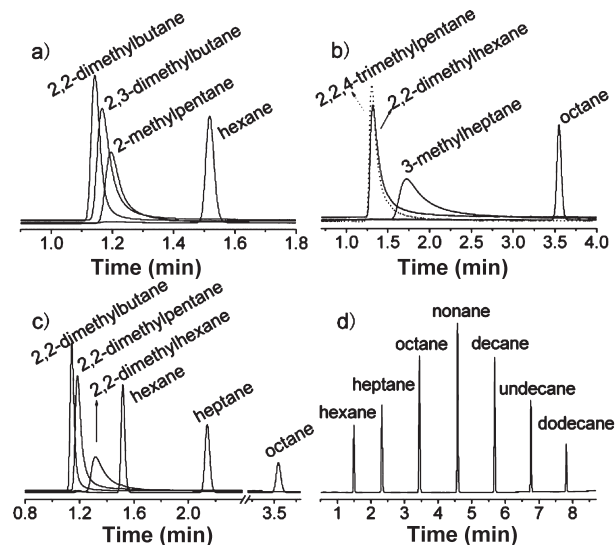 a)
2,2-dimethylbutane
2,3-dimethylbutane
2-methylpentane
hexane
1.0 1.2 1.4 1.6 1.8
Time (min)
b)
2,2,4-trimethylpentane
2,2-dimethylhexane
3-methylheptane
octane
1.0 1.5 2.0 2.5 3.0 3.5 4.0
Time (min)
c)
2,2-dimethylbutane
2,2-dimethylpentane
2,2-dimethylhexane
hexane
heptane
octane
0.8 1.2 1.6 2.0 3.5
Time (min)
d)
hexane
heptane
octane
nonane
decane
undecane
dodecane
1 2 3 4 5 6 7 8
Time (min)